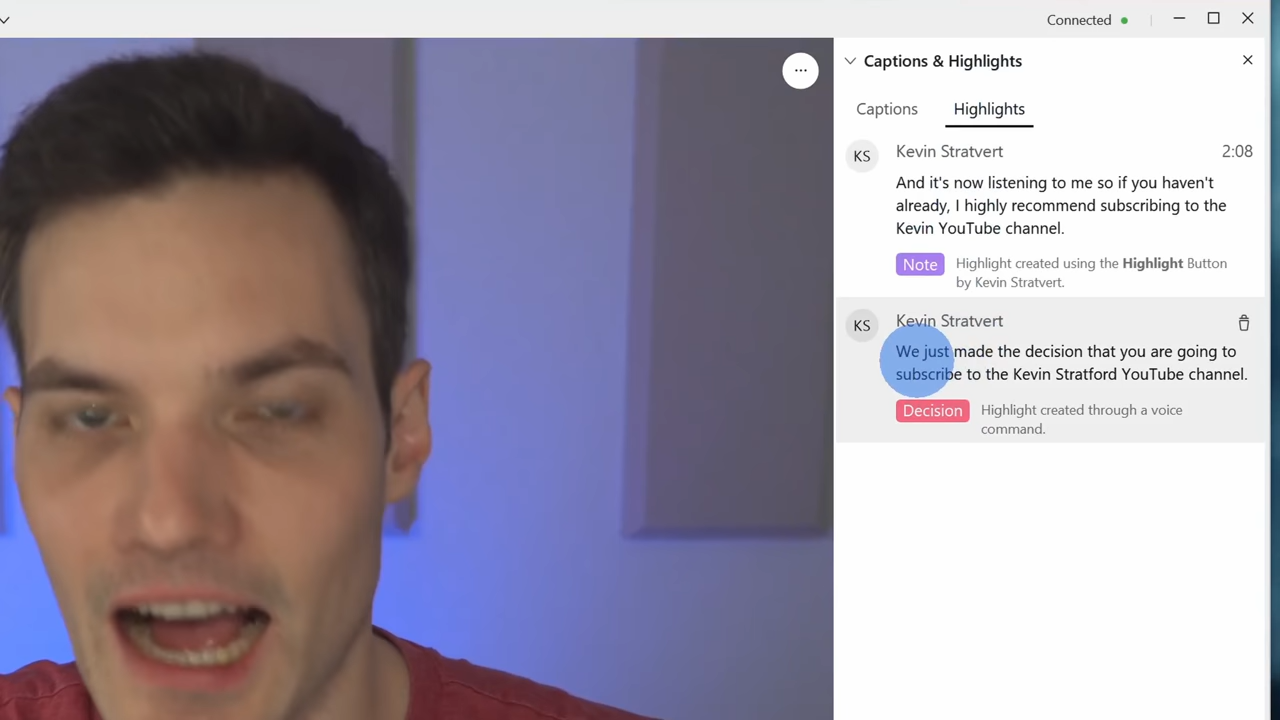 Connected
Captions & Highlights
Captions Highlights
KS Kevin Stratvert 2:08
And it's now listening to me so if you haven't
already, I highly recommend subscribing to the
Kevin YouTube channel.
Note Highlight created using the Highlight Button
by Kevin Stratvert.
KS Kevin Stratvert
We just made the decision that you are going to
subscribe to the Kevin Stratford YouTube channel.
Decision Highlight created through a voice
command.